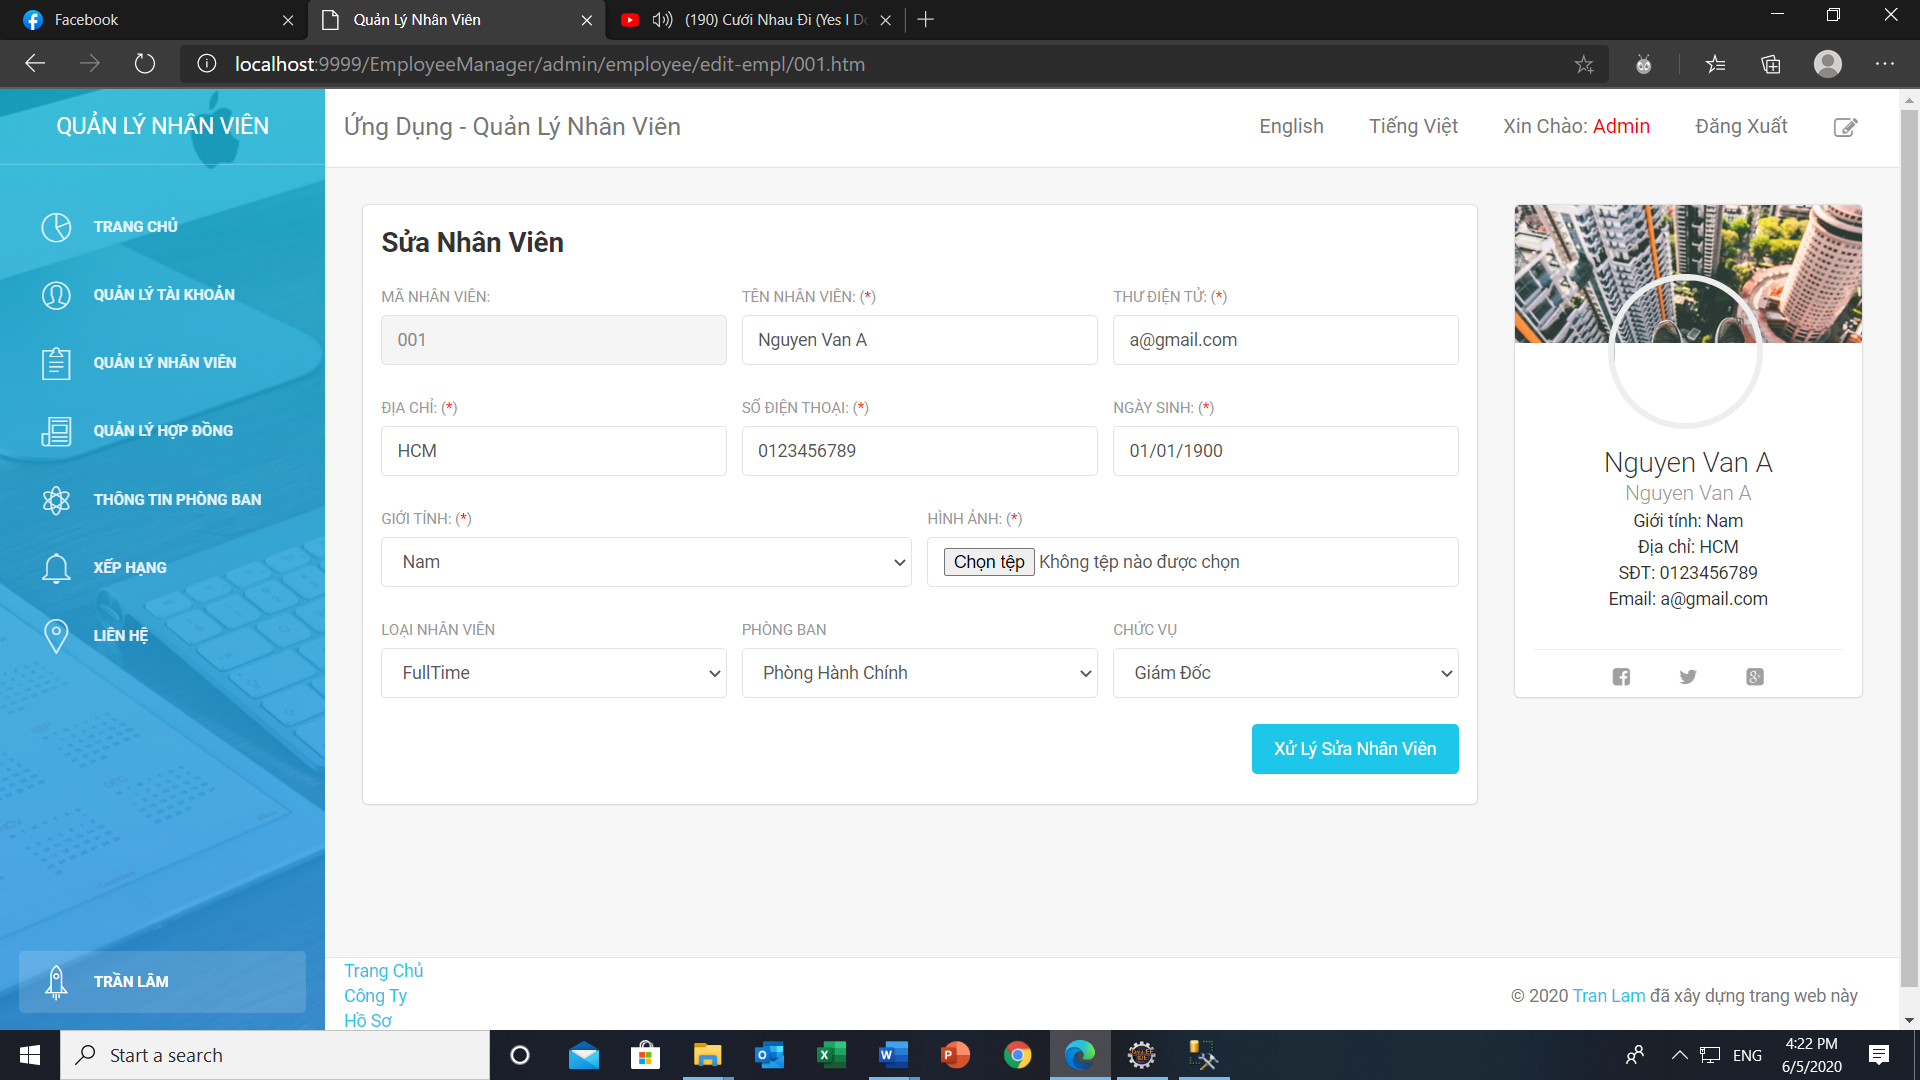 Facebook
Quản Lý Nhân Viên
(190) Cưới Nhau Đi (Yes I Do
localhost:9999/EmployeeManager/admin/employee/edit-empl/001.htm
QUẢN LÝ NHÂN VIÊN
Ứng Dụng - Quản Lý Nhân Viên
English
Tiếng Việt
Xin Chào: Admin
Đăng Xuất
TRANG CHỦ
QUẢN LÝ TÀI KHOẢN
QUẢN LÝ NHÂN VIÊN
QUẢN LÝ HỢP ĐỒNG
THÔNG TIN PHÒNG BAN
XẾP HẠNG
LIÊN HỆ
TRẦN LÂM
Sửa Nhân Viên
MÃ NHÂN VIÊN:
TÊN NHÂN VIÊN: (*)
THƯ ĐIỆN TỬ: (*)
001
Nguyen Van A
a@gmail.com
ĐỊA CHỈ: (*)
SỐ ĐIỆN THOẠI: (*)
NGÀY SINH: (*)
HCM
0123456789
01/01/1900
GIỚI TÍNH: (*)
HÌNH ẢNH: (*)
Nam
Chọn tệp Không tệp nào được chọn
LOẠI NHÂN VIÊN
PHÒNG BAN
CHỨC VỤ
FullTime
Phòng Hành Chính
Giám Đốc
Xử Lý Sửa Nhân Viên
Nguyen Van A
Nguyen Van A
Giới tính: Nam
Địa chỉ: HCM
SĐT: 0123456789
Email: a@gmail.com
Trang Chủ
Công Ty
Hồ Sơ
© 2020 Tran Lam đã xây dựng trang web này
Start a search
ENG
4:22 PM
6/5/2020